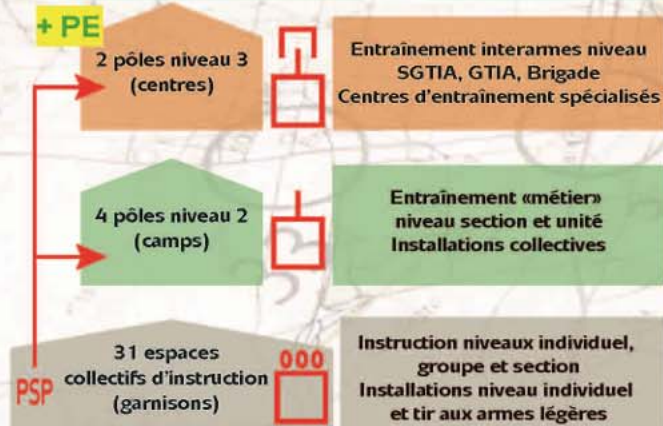 + PE
2 pôles niveau 3
(centres)
Entraînement interarmes niveau
SGTIA, GTIA, Brigade
Centres d'entraînement spécialisés
4 pôles niveau 2
(camps)
Entraînement «métier»
niveau section et unité
Installations collectives
PSP
31 espaces
collectifs d'instruction
(garnisons)
Instruction niveaux individuel,
groupe et section
Installations niveau individuel
et tir aux armes légères